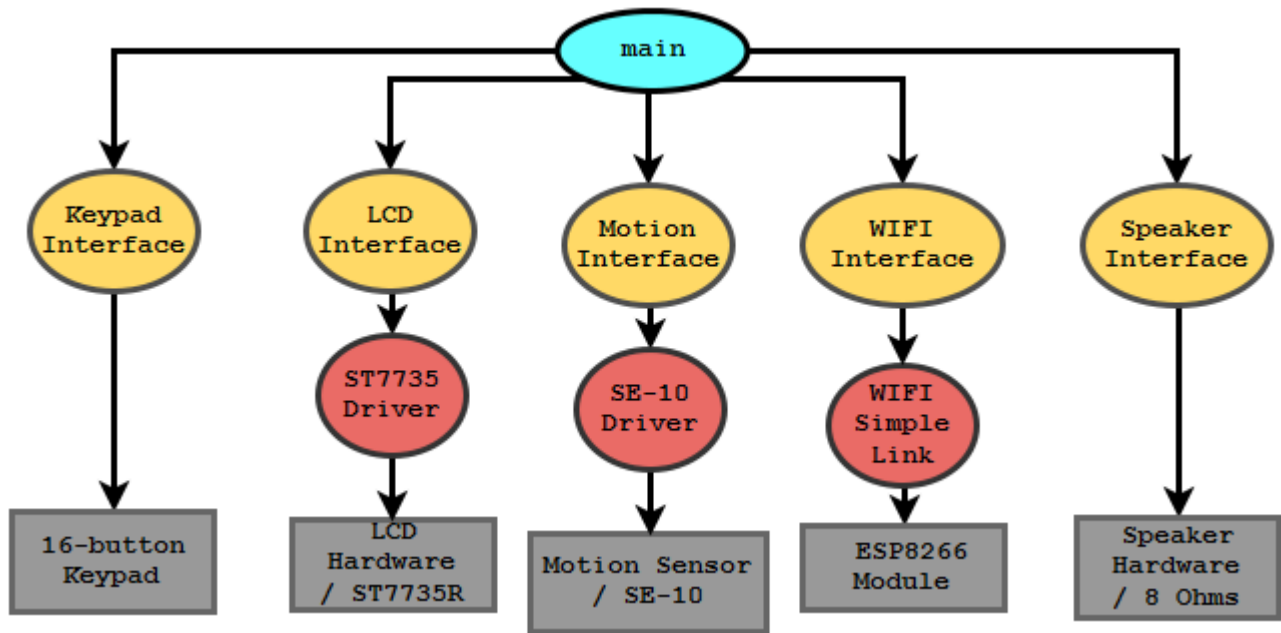 main
Keypad
Interface
LCD
Interface
Motion
Interface
WIFI
Interface
Speaker
Interface
ST7735
Driver
SE-10
Driver
WIFI
Simple
Link
16-button
Keypad
LCD
Hardware
/ ST7735R
Motion Sensor
/ SE-10
ESP8266
Module
Speaker
Hardware
/ 8 Ohms